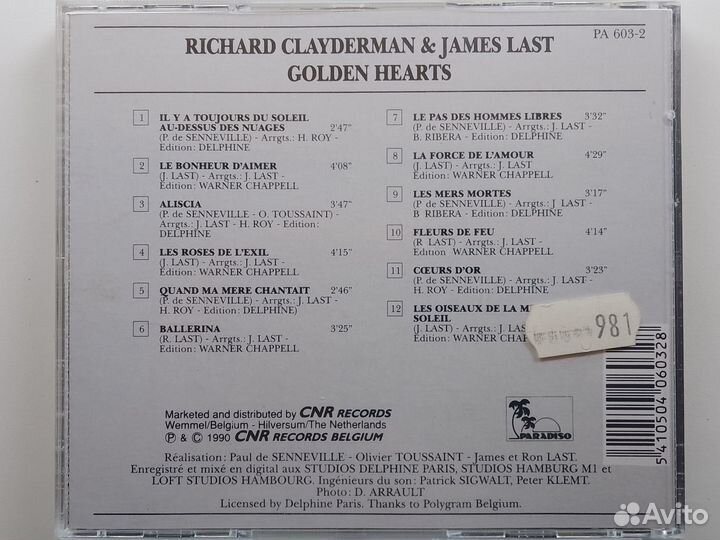 PA 603-2
RICHARD CLAYDERMAN & JAMES LAST
GOLDEN HEARTS
1 IL Y A TOUJOURS DU SOLEIL
AU-DESSUS DES NUAGES 2'47"
(P. de SENNEVILLE) - Arrgts.: H. ROY -
Edition: DELPHINE
2 LE BONHEUR D'AIMER 4'08"
(J. LAST) - Arrgts.: J. LAST -
Edition: WARNER CHAPPELL
3 ALISCIA 3'47"
(P. de SENNEVILLE - O. TOUSSAINT) -
Arrgts.: J. LAST - H. ROY - Edition:
DELPHINE
4 LES ROSES DE L'EXIL 4'15"
(J. LAST) - Arrgts.: J. LAST -
Edition: WARNER CHAPPELL
5 QUAND MA MERE CHANTAIT 2'46"
(P. de SENNEVILLE) - Arrgts.: J. LAST -
H. ROY - Edition: DELPHINE)
6 BALLERINA 3'25"
(R. LAST) - Arrgts.: J. LAST -
Edition: WARNER CHAPPELL
7 LE PAS DES HOMMES LIBRES 3'32"
(P. de SENNEVILLE) - Arrgts.: J. LAST -
B. RIBERA - Edition: DELPHINE
8 LA FORCE DE L'AMOUR 4'29"
(J. LAST) - Arrgts.: J. LAST -
Edition: WARNER CHAPPELL
9 LES MERS MORTES 3'17"
(P de SENNEVILLE) - Arrgts.: J. LAST -
B RIBERA - Edition: DELPHINE
10 FLEURS DE FEU 4'14"
(R LAST) - Arrgts.: J. LAST -
Edition WARNER CHAPPELL
11 CŒURS D'OR 3'23"
(P. de SENNEVILLE) - Arrgts.: J. LAST -
H. ROY - Edition: DELPHINE
12 LES OISEAUX DE LA
SOLEIL
(J. LAST) - Arrgts.: J. LAST -
Edition: WARNER CHAPPELL
981
Marketed and distributed by CNR RECORDS
Wemmel/Belgium - Hilversum/The Netherlands
℗ & © 1990 CNR RECORDS BELGIUM
PARADISO
5 410504 060328
Réalisation: Paul de SENNEVILLE - Olivier TOUSSAINT - James et Ron LAST.
Enregistré et mixé en digital aux STUDIOS DELPHINE PARIS, STUDIOS HAMBURG M1 et
LOFT STUDIOS HAMBOURG. Ingénieurs du son: Patrick SIGWALT, Peter KLEMT.
Photo: D. ARRAULT
Licensed by Delphine Paris. Thanks to Polygram Belgium.
Avito